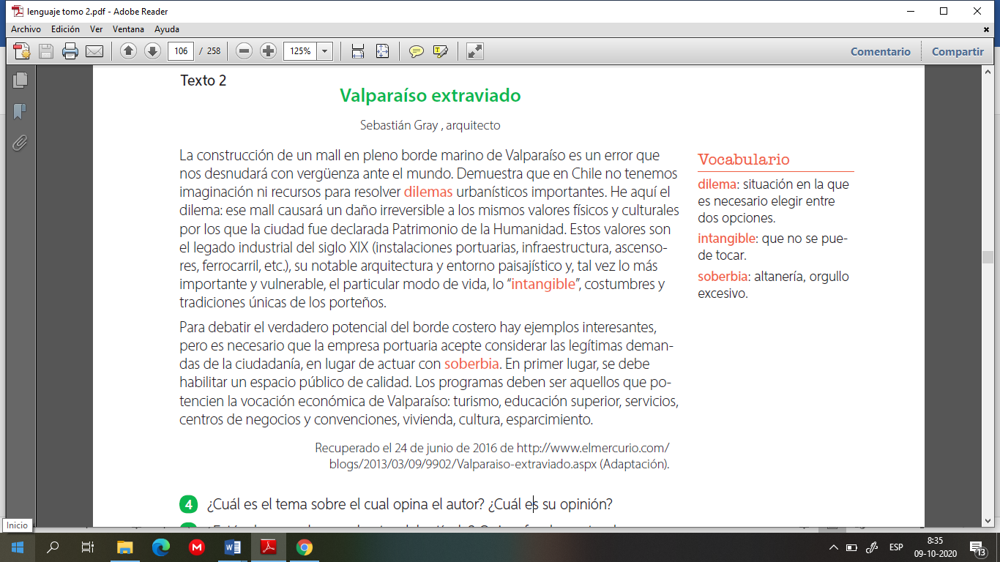 lenguaje tomo 2.pdf - Adobe Reader
Archivo Edición Ver Ventana Ayuda
106 / 258 125% Comentario Compartir
Texto 2
Valparaíso extraviado
Sebastián Gray , arquitecto
La construcción de un mall en pleno borde marino de Valparaíso es un error que
nos desnudará con vergüenza ante el mundo. Demuestra que en Chile no tenemos
imaginación ni recursos para resolver dilemas urbanísticos importantes. He aquí el
dilema: ese mall causará un daño irreversible a los mismos valores físicos y culturales
por los que la ciudad fue declarada Patrimonio de la Humanidad. Estos valores son
el legado industrial del siglo XIX (instalaciones portuarias, infraestructura, ascenso-
res, ferrocarril, etc.), su notable arquitectura y entorno paisajístico y, tal vez lo más
importante y vulnerable, el particular modo de vida, lo “intangible”, costumbres y
tradiciones únicas de los porteños.
Para debatir el verdadero potencial del borde costero hay ejemplos interesantes,
pero es necesario que la empresa portuaria acepte considerar las legítimas deman-
das de la ciudadanía, en lugar de actuar con soberbia. En primer lugar, se debe
habilitar un espacio público de calidad. Los programas deben ser aquellos que po-
tencien la vocación económica de Valparaíso: turismo, educación superior, servicios,
centros de negocios y convenciones, vivienda, cultura, esparcimiento.
Recuperado el 24 de junio de 2016 de http://www.elmercurio.com/
blogs/2013/03/09/9902/Valparaiso-extraviado.aspx (Adaptación).
Vocabulario
dilema: situación en la que
es necesario elegir entre
dos opciones.
intangible: que no se pue-
de tocar.
soberbia: altanería, orgullo
excesivo.
4 ¿Cuál es el tema sobre el cual opina el autor? ¿Cuál es su opinión?
Inicio
ESP
8:35
09-10-2020
13